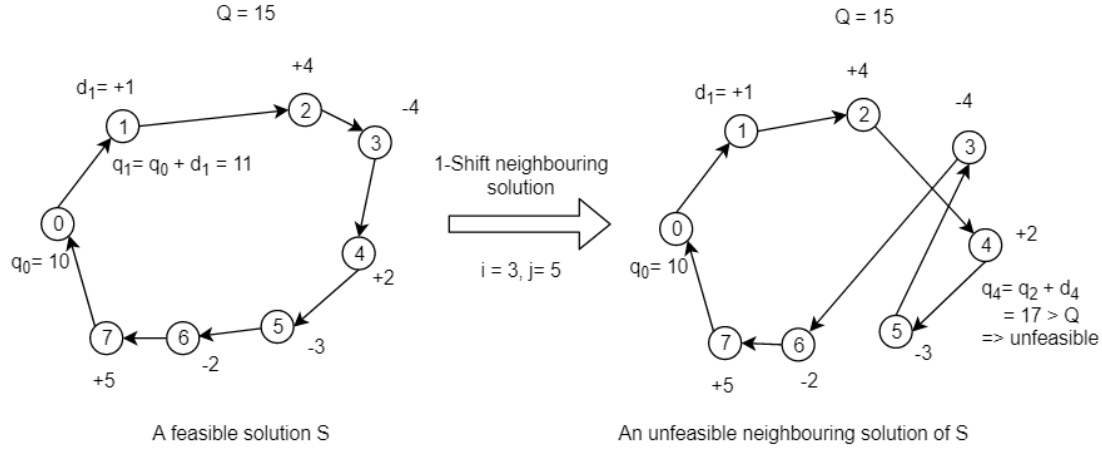 Q = 15
+4
d₁= +1
-4
2
1
3
q₁= q₀ + d₁ = 11
0
4
q₀= 10
+2
5
7
6
-3
-2
+5
A feasible solution S
1-Shift neighbouring
solution
i = 3, j= 5
Q = 15
+4
d₁= +1
-4
2
1
3
0
+2
4
q₀= 10
q₄= q₂ + d₄
= 17 > Q
=> unfeasible
5
7
6
-3
-2
+5
An unfeasible neighbouring solution of S